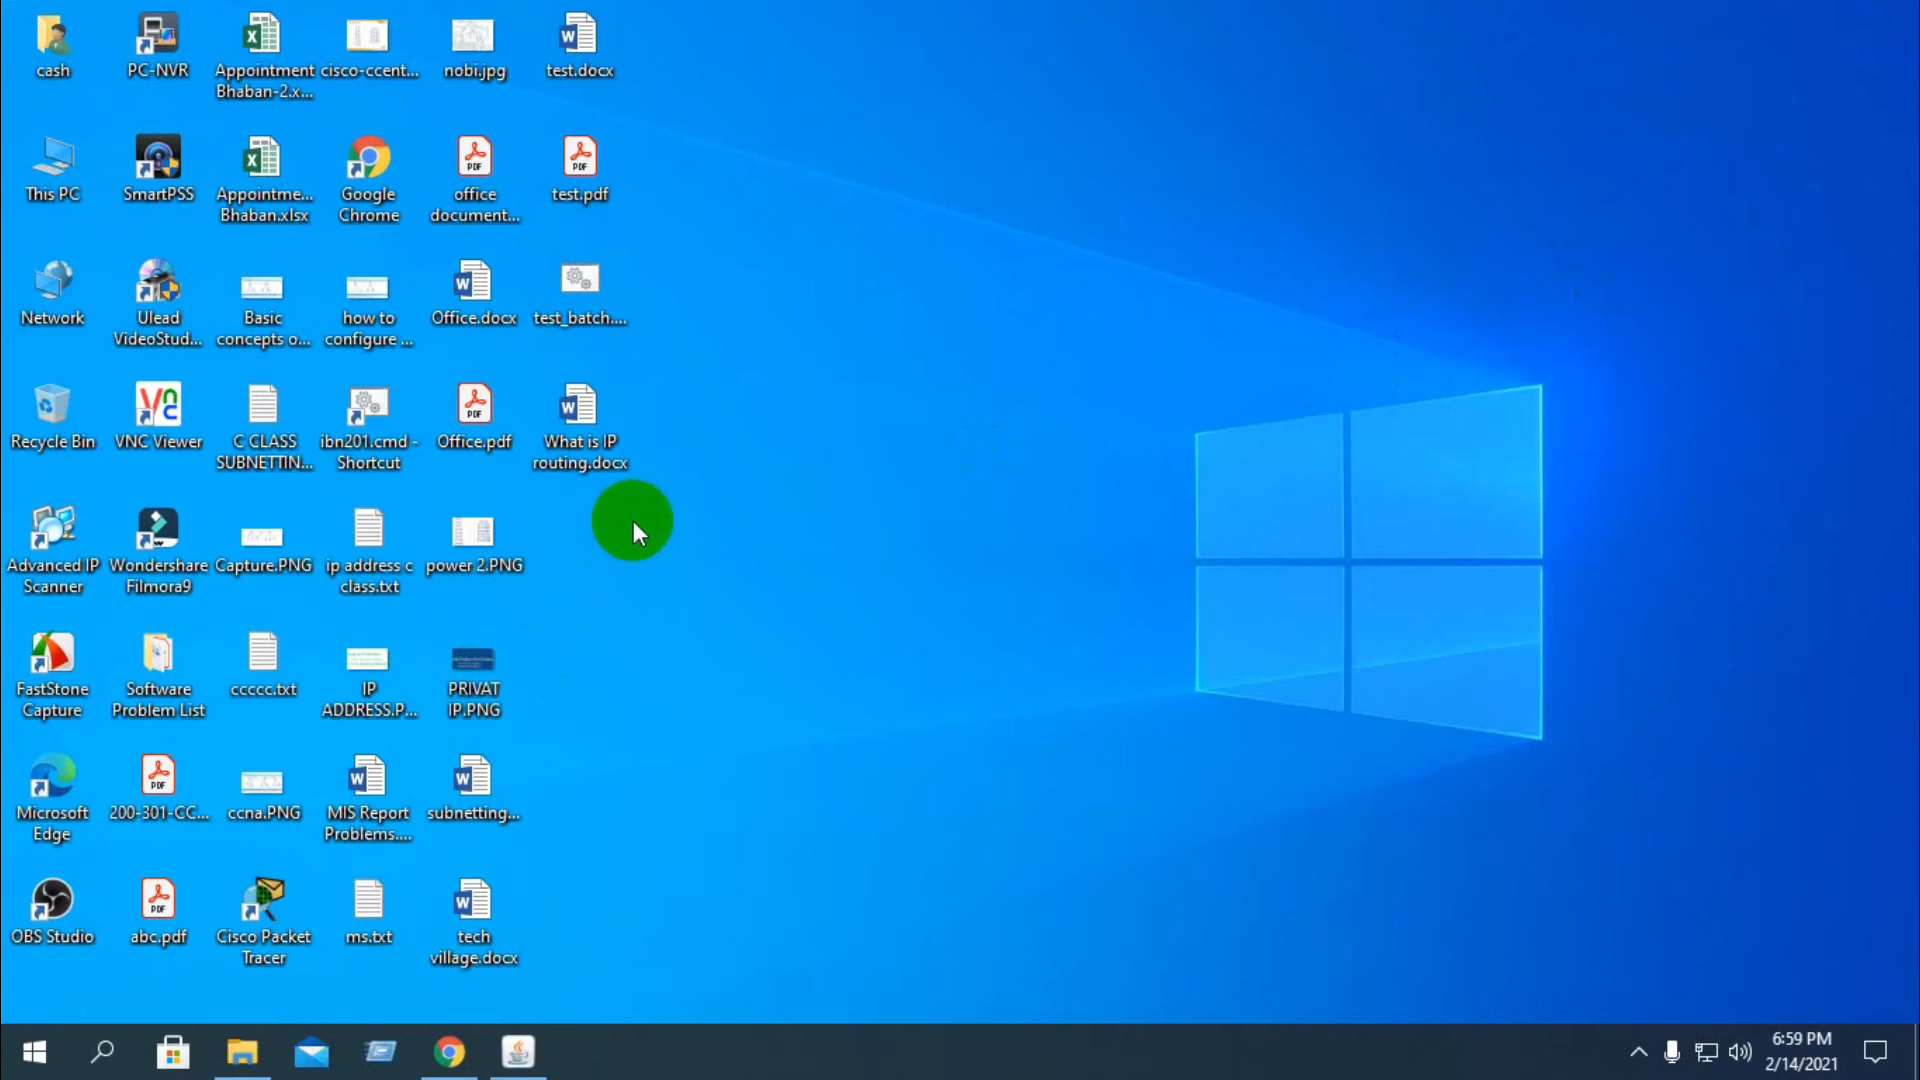 cash
PC-NVR
Appointment
Bhaban-2.x...
cisco-ccent...
nobi.jpg
test.docx
This PC
SmartPSS
Appointme...
Bhaban.xlsx
Google
Chrome
PDF
office
document...
PDF
test.pdf
Network
Ulead
VideoStud...
Basic
concepts o...
how to
configure ...
Office.docx
test_batch....
Recycle Bin
VNC Viewer
C CLASS
SUBNETTIN...
ibn201.cmd -
Shortcut
PDF
Office.pdf
What is IP
routing.docx
Advanced IP
Scanner
Wondershare
Filmora9
Capture.PNG
ip address c
class.txt
power 2.PNG
FastStone
Capture
Software
Problem List
ccccc.txt
IP
ADDRESS.P...
PRIVAT
IP.PNG
Microsoft
Edge
PDF
200-301-CC...
ccna.PNG
MIS Report
Problems....
subnetting...
OBS Studio
PDF
abc.pdf
Cisco Packet
Tracer
ms.txt
tech
village.docx
6:59 PM
2/14/2021